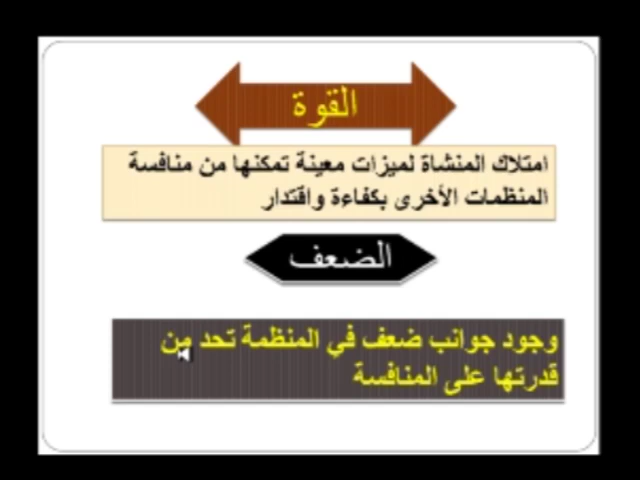 القوة
امتلاك المنشاة لميزات معينة تمكنها من منافسة
المنظمات الأخرى بكفاءة واقتدار
الضعف
وجود جوانب ضعف في المنظمة تحد من
قدرتها على المنافسة